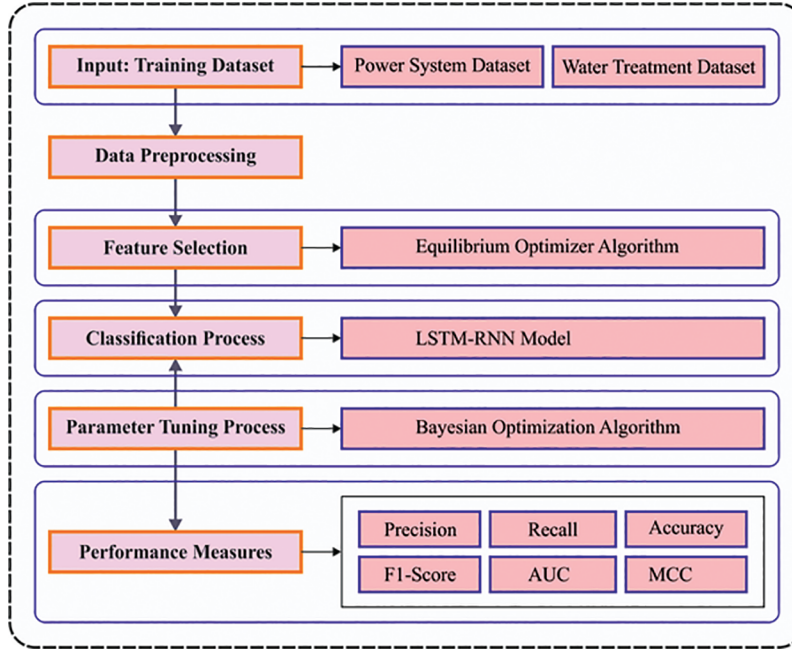 Input: Training Dataset
Power System Dataset
Water Treatment Dataset
Data Preprocessing
Feature Selection
Equilibrium Optimizer Algorithm
Classification Process
LSTM-RNN Model
Parameter Tuning Process
Bayesian Optimization Algorithm
Performance Measures
Precision
Recall
Accuracy
F1-Score
AUC
MCC